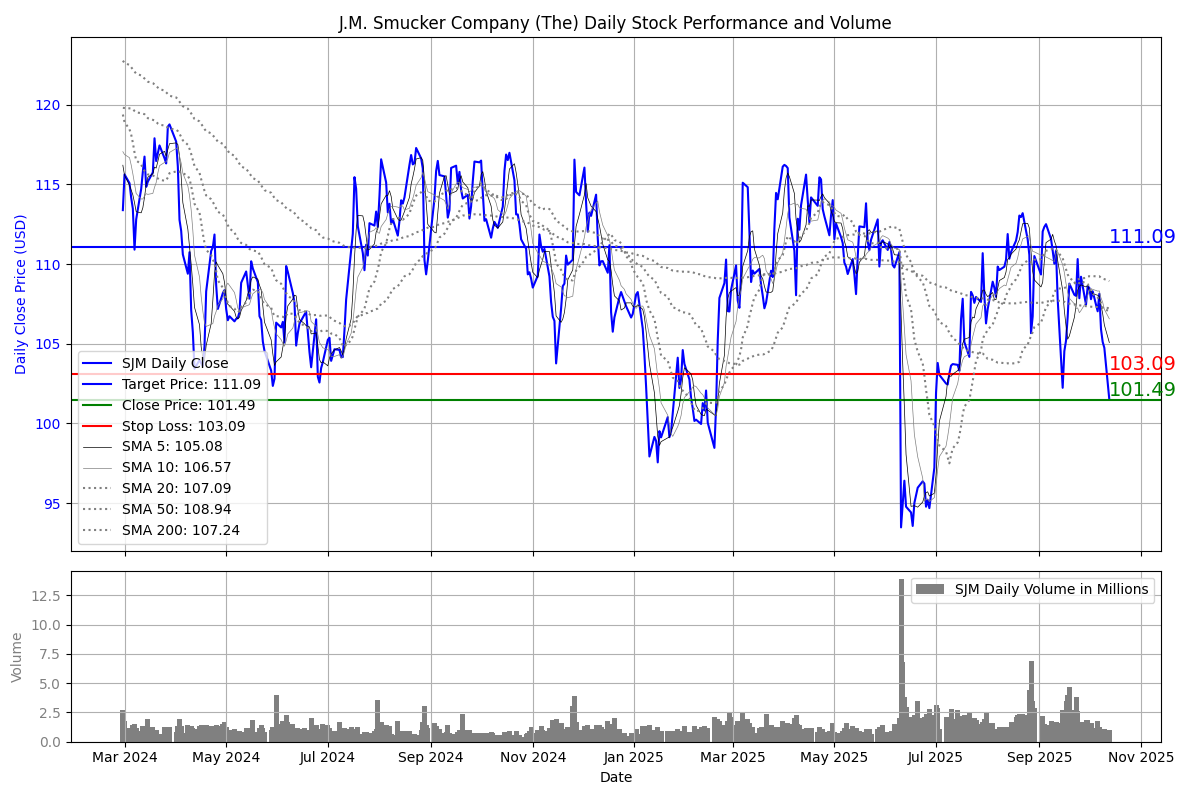 J.M. Smucker Company (The) Daily Stock Performance and Volume
Daily Close Price (USD)
120
115
110
105
100
95
111.09
103.09
101.49
SJM Daily Close
Target Price: 111.09
Close Price: 101.49
Stop Loss: 103.09
SMA 5: 105.08
SMA 10: 106.57
SMA 20: 107.09
SMA 50: 108.94
SMA 200: 107.24
Volume
12.5
10.0
7.5
5.0
2.5
0.0
SJM Daily Volume in Millions
Mar 2024 May 2024 Jul 2024 Sep 2024 Nov 2024 Jan 2025 Mar 2025 May 2025 Jul 2025 Sep 2025 Nov 2025
Date